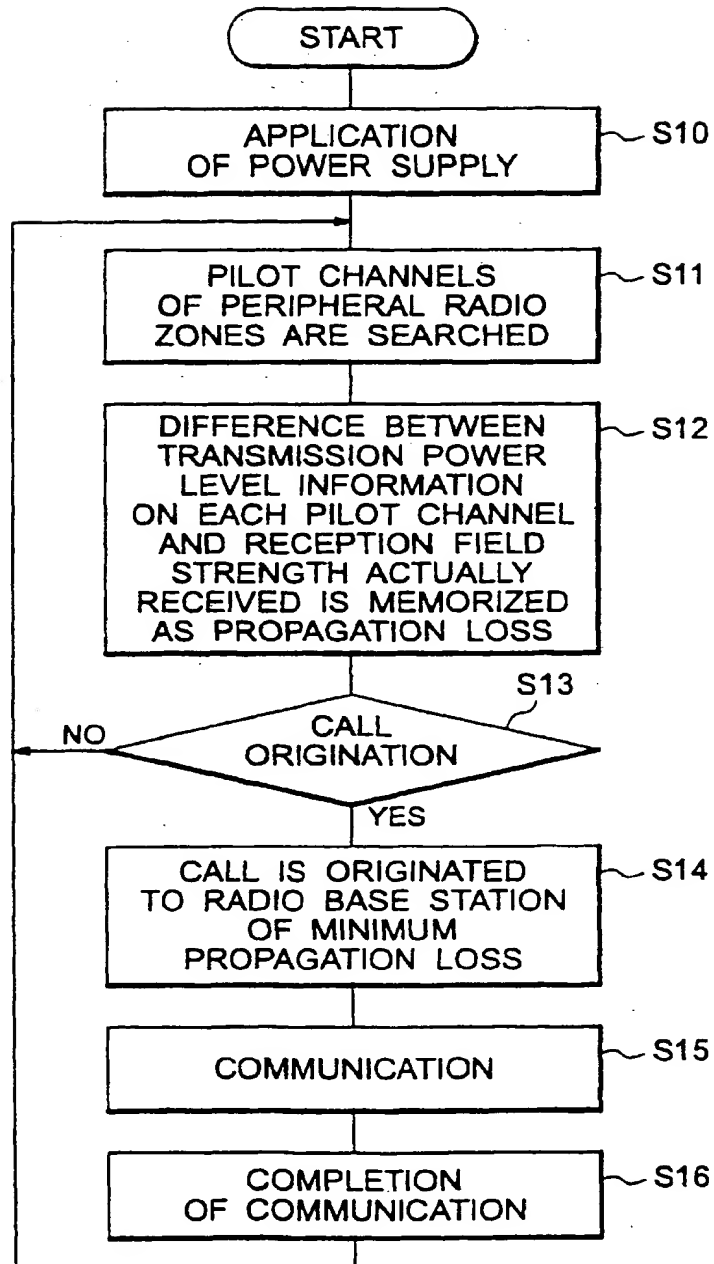 START
APPLICATION
OF POWER SUPPLY
S10
PILOT CHANNELS
OF PERIPHERAL RADIO
ZONES ARE SEARCHED
S11
DIFFERENCE BETWEEN
TRANSMISSION POWER
LEVEL INFORMATION
ON EACH PILOT CHANNEL
AND RECEPTION FIELD
STRENGTH ACTUALLY
RECEIVED IS MEMORIZED
AS PROPAGATION LOSS
S12
S13
CALL
ORIGINATION
NO
YES
CALL IS ORIGINATED
TO RADIO BASE STATION
OF MINIMUM
PROPAGATION LOSS
S14
COMMUNICATION
S15
COMPLETION
OF COMMUNICATION
S16